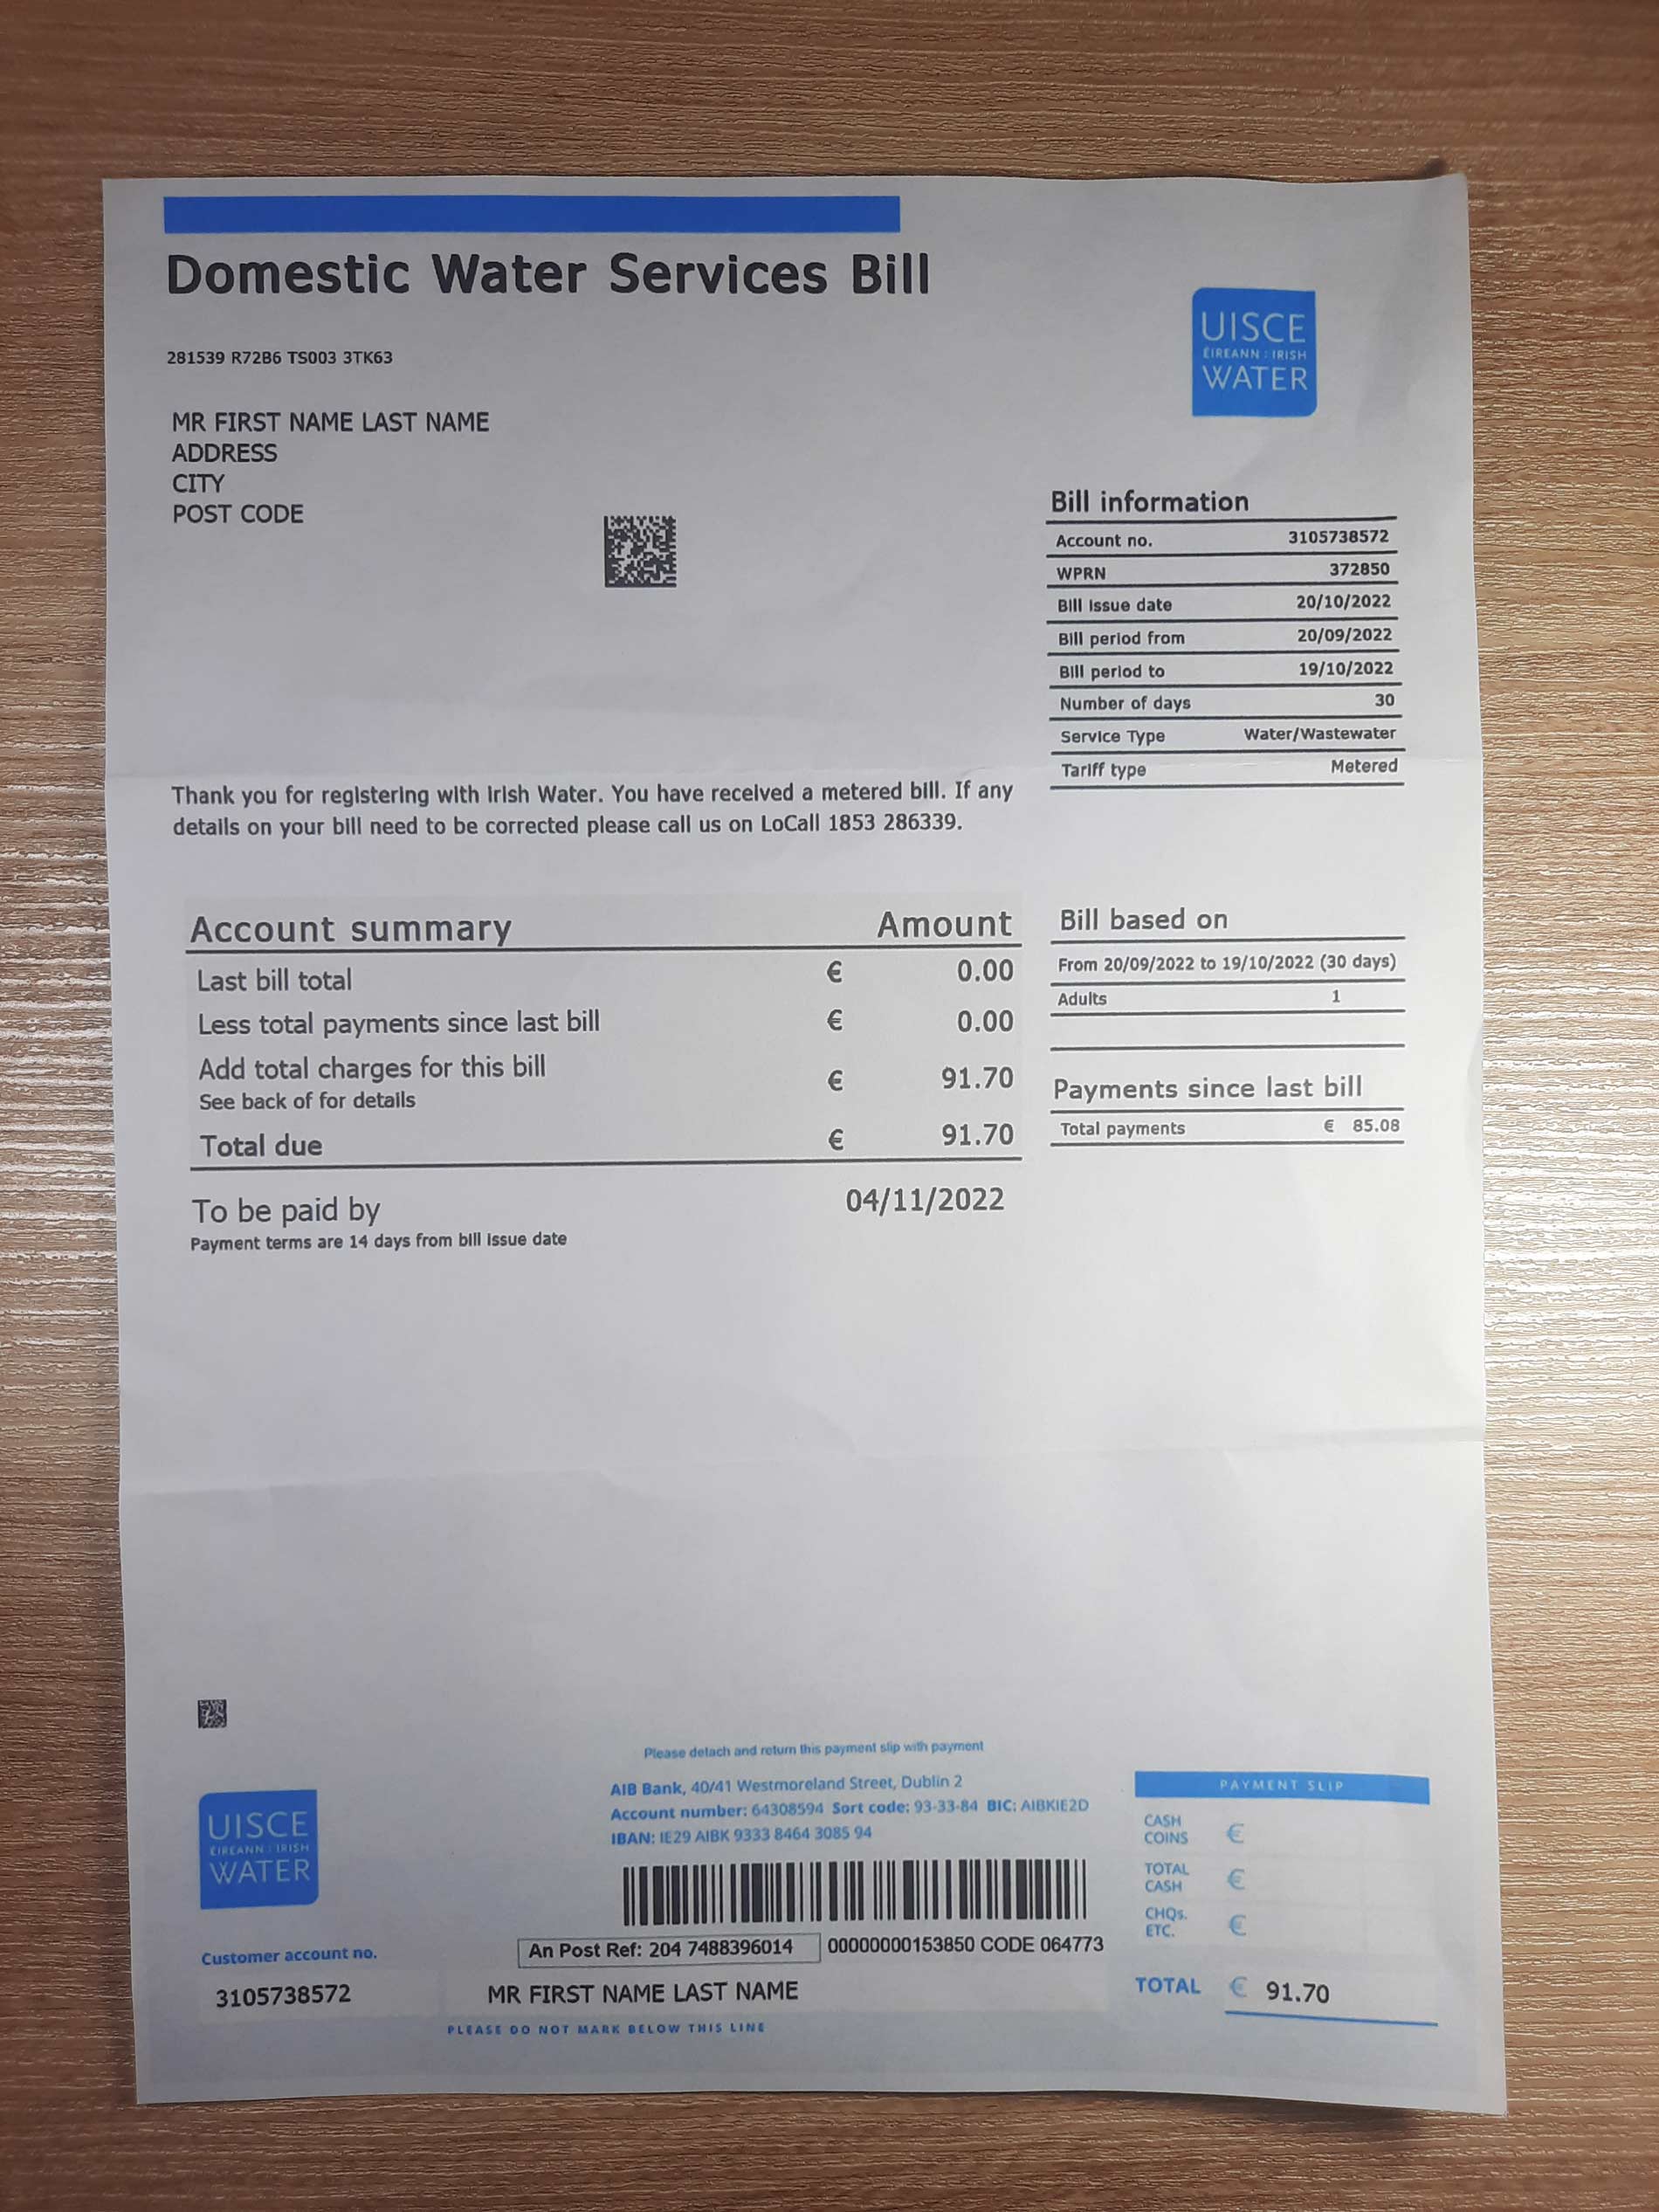 Domestic Water Services Bill
281539 R72B6 TS003 3TK63
UISCE
ÉIREANN : IRISH
WATER
MR FIRST NAME LAST NAME
ADDRESS
CITY
POST CODE
Bill information
Account no. 3105738572
WPRN 372850
Bill issue date 20/10/2022
Bill period from 20/09/2022
Bill period to 19/10/2022
Number of days 30
Service Type Water/Wastewater
Tariff type Metered
Thank you for registering with Irish Water. You have received a metered bill. If any
details on your bill need to be corrected please call us on LoCall 1853 286339.
Account summary Amount
Last bill total € 0.00
Less total payments since last bill € 0.00
Add total charges for this bill € 91.70
See back of for details
Total due € 91.70
To be paid by 04/11/2022
Payment terms are 14 days from bill issue date
Bill based on
From 20/09/2022 to 19/10/2022 (30 days)
Adults 1
Payments since last bill
Total payments € 85.08
Please detach and return this payment slip with payment
AIB Bank, 40/41 Westmoreland Street, Dublin 2
Account number: 64308594 Sort code: 93-33-84 BIC: AIBKIE2D
IBAN: IE29 AIBK 9333 8464 3085 94
UISCE
ÉIREANN : IRISH
WATER
An Post Ref: 204 7488396014 00000000153850 CODE 064773
Customer account no.
3105738572 MR FIRST NAME LAST NAME
PLEASE DO NOT MARK BELOW THIS LINE
PAYMENT SLIP
CASH
COINS €
TOTAL
CASH €
CHQs.
ETC. €
TOTAL € 91.70